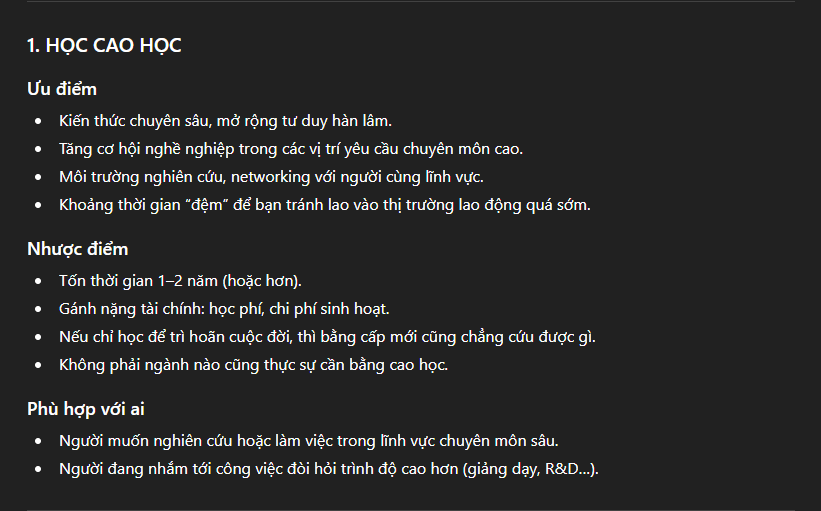 1. HỌC CAO HỌC
Ưu điểm
• Kiến thức chuyên sâu, mở rộng tư duy hàn lâm.
• Tăng cơ hội nghề nghiệp trong các vị trí yêu cầu chuyên môn cao.
• Môi trường nghiên cứu, networking với người cùng lĩnh vực.
• Khoảng thời gian “đệm” để bạn tránh lao vào thị trường lao động quá sớm.
Nhược điểm
• Tốn thời gian 1–2 năm (hoặc hơn).
• Gánh nặng tài chính: học phí, chi phí sinh hoạt.
• Nếu chỉ học để trì hoãn cuộc đời, thì bằng cấp mới cũng chẳng cứu được gì.
• Không phải ngành nào cũng thực sự cần bằng cao học.
Phù hợp với ai
• Người muốn nghiên cứu hoặc làm việc trong lĩnh vực chuyên môn sâu.
• Người đang nhắm tới công việc đòi hỏi trình độ cao hơn (giảng dạy, R&D...).